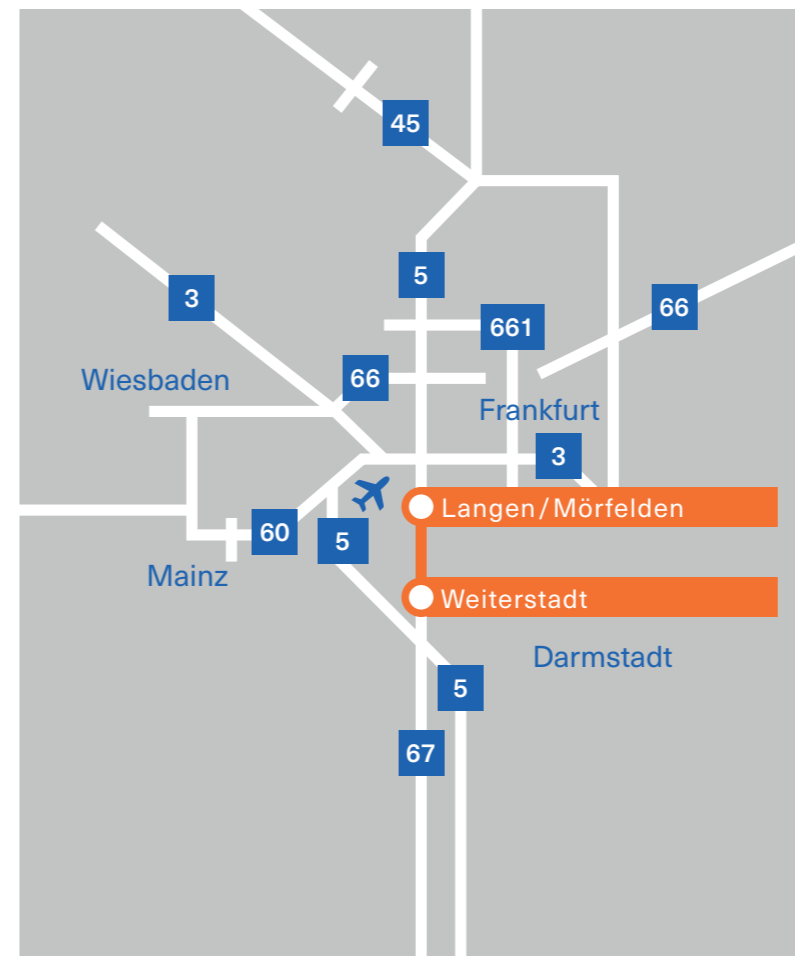 45
5
3
661
66
Wiesbaden
66
Frankfurt
3
Langen/Mörfelden
60
5
Mainz
Weiterstadt
Darmstadt
5
67